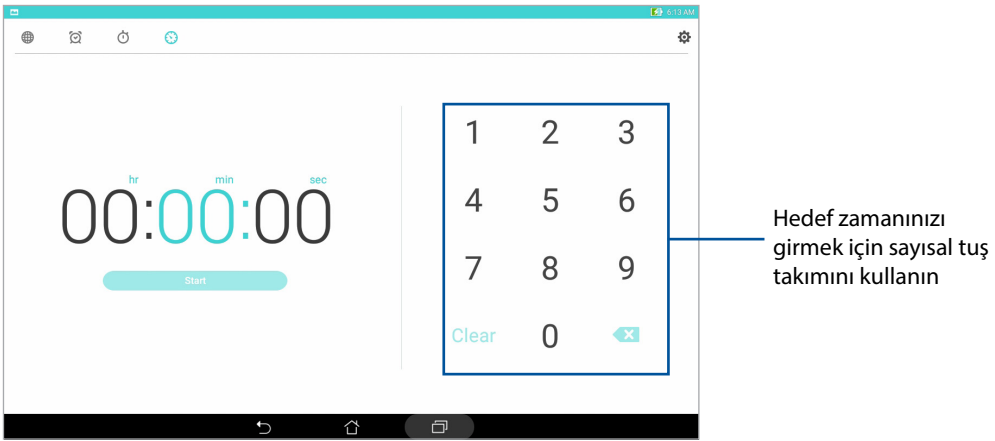 6:13 AM
hr min sec
00:00:00
Start
1 2 3
4 5 6
7 8 9
Clear 0
Hedef zamanınızı
girmek için sayısal tuş
takımını kullanın